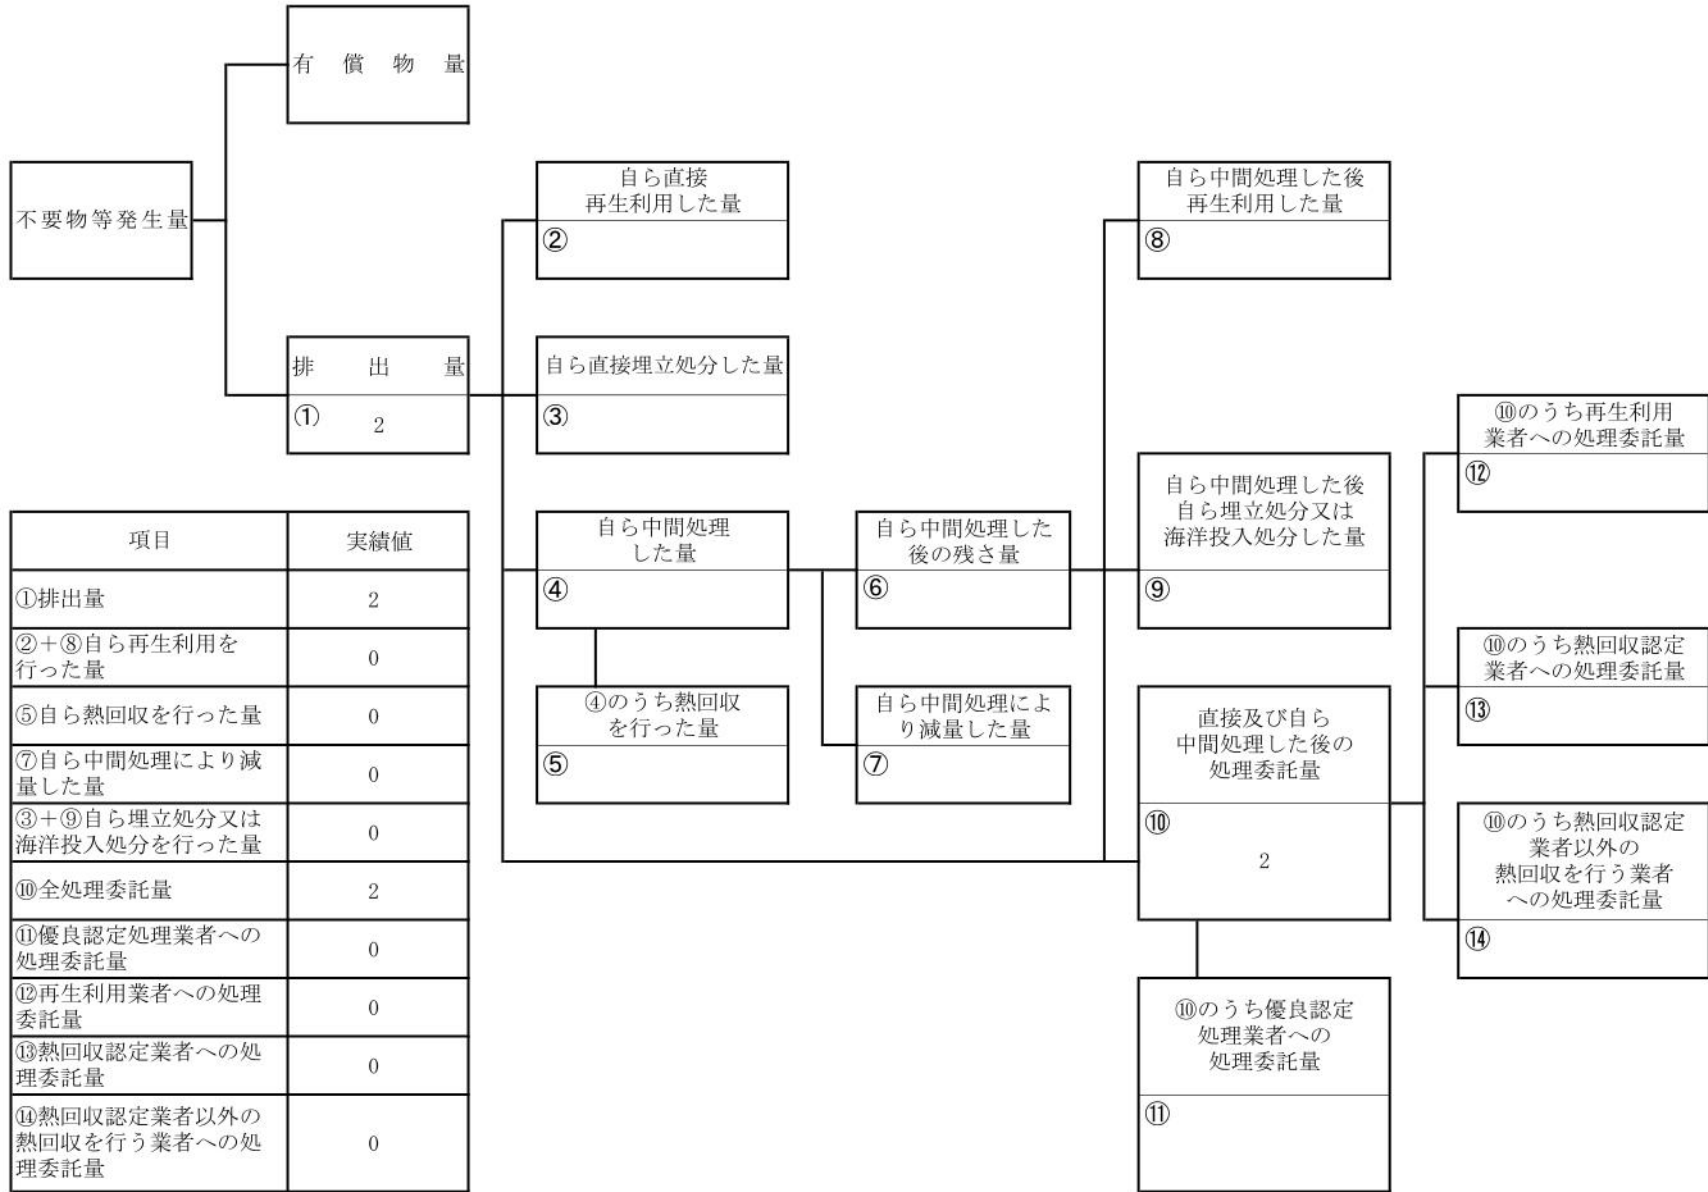 有償物量
不要物等発生量
排出量
①
2
自ら直接
再生利用した量
②
自ら直接埋立処分した量
③
自ら中間処理
した量
④
④のうち熱回収
を行った量
⑤
自ら中間処理した
後の残さ量
⑥
自ら中間処理によ
り減量した量
⑦
自ら中間処理した後
再生利用した量
⑧
自ら中間処理した後
自ら埋立処分又は
海洋投入処分した量
⑨
直接及び自ら
中間処理した後の
処理委託量
⑩
2
⑩のうち優良認定
処理業者への
処理委託量
⑪
⑩のうち再生利用
業者への処理委託量
⑫
⑩のうち熱回収認定
業者への処理委託量
⑬
⑩のうち熱回収認定
業者以外の
熱回収を行う業者
への処理委託量
⑭
項目 実績値
①排出量 2
②+⑧自ら再生利用を
行った量 0
⑤自ら熱回収を行った量 0
⑦自ら中間処理により減
量した量 0
③+⑨自ら埋立処分又は
海洋投入処分を行った量 0
⑩全処理委託量 2
⑪優良認定処理業者への
処理委託量 0
⑫再生利用業者への処理
委託量 0
⑬熱回収認定業者への処
理委託量 0
⑭熱回収認定業者以外の
熱回収を行う業者への処
理委託量 0